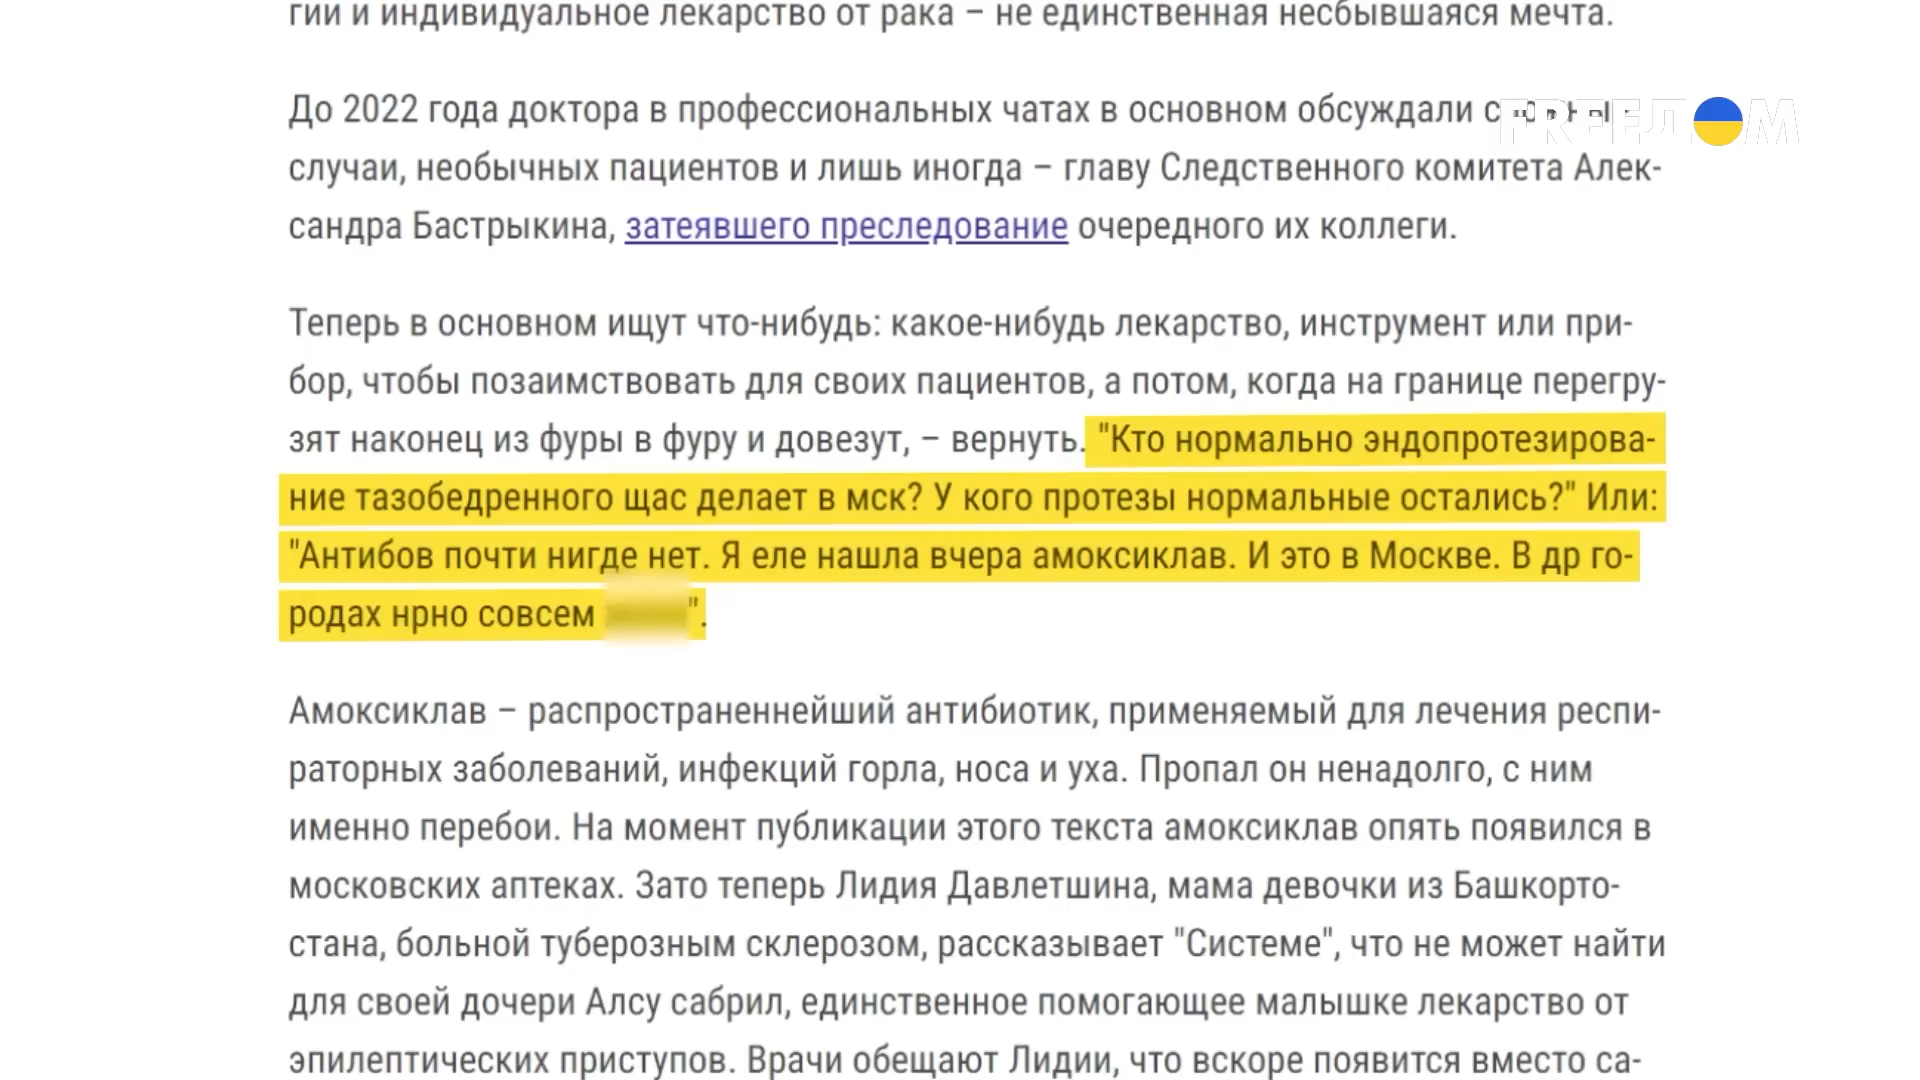 гии и индивидуальное лекарство от рака – не единственная несбывшаяся мечта.
До 2022 года доктора в профессиональных чатах в основном обсуждали
FREEДOM
случаи, необычных пациентов и лишь иногда – главу Следственного комитета Алек-
сандра Бастрыкина, затеявшего преследование очередного их коллеги.
Теперь в основном ищут что-нибудь: какое-нибудь лекарство, инструмент или при-
бор, чтобы позаимствовать для своих пациентов, а потом, когда на границе перегру-
зят наконец из фуры в фуру и довезут, – вернуть. "Кто нормально эндопротезирова-
ние тазобедренного щас делает в мск? У кого протезы нормальные остались?" Или:
"Антибов почти нигде нет. Я еле нашла вчера амоксиклав. И это в Москве. В др го-
родах нрно совсем ".
Амоксиклав – распространеннейший антибиотик, применяемый для лечения респи-
раторных заболеваний, инфекций горла, носа и уха. Пропал он ненадолго, с ним
именно перебои. На момент публикации этого текста амоксиклав опять появился в
московских аптеках. Зато теперь Лидия Давлетшина, мама девочки из Башкорто-
стана, больной туберозным склерозом, рассказывает "Системе", что не может найти
для своей дочери Алсу сабрил, единственное помогающее малышке лекарство от
эпилептических приступов. Врачи обещают Лидии, что вскоре появится вместо са-